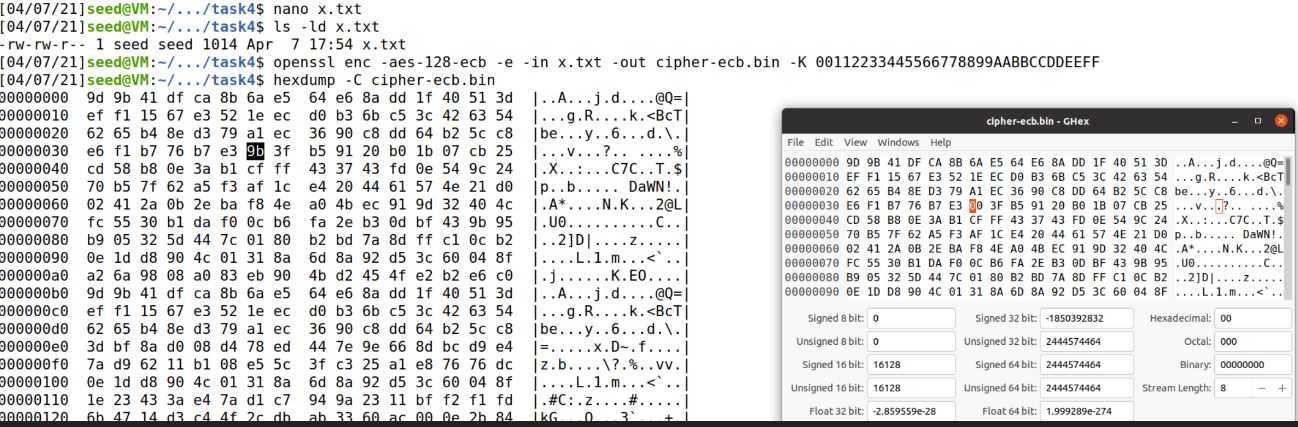 [04/07/21]seed@VM:~/.../task4$ nano x.txt
[04/07/21]seed@VM:~/.../task4$ ls -ld x.txt
-rw-rw-r-- 1 seed seed 1014 Apr  7 17:54 x.txt
[04/07/21]seed@VM:~/.../task4$ openssl enc -aes-128-ecb -e -in x.txt -out cipher-ecb.bin -K 00112233445566778899AABBCCDDEEFF
[04/07/21]seed@VM:~/.../task4$ hexdump -C cipher-ecb.bin
00000000  9d 9b 41 df ca 8b 6a e5  64 e6 8a dd 1f 40 51 3d  |..A...j.d....@Q=|
00000010  ef f1 15 67 e3 52 1e ec  d0 b3 6b c5 3c 42 63 54  |...g.R....k.<BcT|
00000020  62 65 b4 8e d3 79 a1 ec  36 90 c8 dd 64 b2 5c c8  |be...y..6...d.\.|
00000030  e6 f1 b7 76 b7 e3 9b 3f  b5 91 20 b0 1b 07 cb 25  |...v...?.. ....%|
00000040  cd 58 b8 0e 3a b1 cf ff  43 37 43 fd 0e 54 9c 24  |.X..:...C7C..T.$|
00000050  70 b5 7f 62 a5 f3 af 1c  e4 20 44 61 57 4e 21 d0  |p..b..... DaWN!.|
00000060  02 41 2a 0b 2e ba f8 4e  a0 4b ec 91 9d 32 40 4c  |.A*....N.K...2@L|
00000070  fc 55 30 b1 da f0 0c b6  fa 2e b3 0d bf 43 9b 95  |.U0..........C..|
00000080  b9 05 32 5d 44 7c 01 80  b2 bd 7a 8d ff c1 0c b2  |..2]D|....z.....|
00000090  0e 1d d8 90 4c 01 31 8a  6d 8a 92 d5 3c 60 04 8f  |....L.1.m...<`..|
000000a0  a2 6a 98 08 a0 83 eb 90  4b d2 45 4f e2 b2 e6 c0  |.j......K.EO....|
000000b0  9d 9b 41 df ca 8b 6a e5  64 e6 8a dd 1f 40 51 3d  |..A...j.d....@Q=|
000000c0  ef f1 15 67 e3 52 1e ec  d0 b3 6b c5 3c 42 63 54  |...g.R....k.<BcT|
000000d0  62 65 b4 8e d3 79 a1 ec  36 90 c8 dd 64 b2 5c c8  |be...y..6...d.\.|
000000e0  3d bf 8a d0 08 d4 78 ed  44 7e 9e 66 8d bc d9 e4  |=.....x.D~.f....|
000000f0  7a d9 62 11 b1 08 e5 5c  3f c3 25 a1 e8 76 76 dc  |z.b....\?.%..vv.|
00000100  0e 1d d8 90 4c 01 31 8a  6d 8a 92 d5 3c 60 04 8f  |....L.1.m...<`..|
00000110  1e 23 43 3a e4 7a d1 c7  94 9a 23 11 bf f2 f1 fd  |.#C:.z....#.....|
00000120  6b 47 14 d3 c4 4f 2c db  ab 33 60 ac 00 0e 2b 84  |kG...O,..3`...+.|
cipher-ecb.bin - GHex
File Edit View Windows Help
00000000 9D 9B 41 DF CA 8B 6A E5 64 E6 8A DD 1F 40 51 3D ..A...j.d....@Q=
00000010 EF F1 15 67 E3 52 1E EC D0 B3 6B C5 3C 42 63 54 ...g.R....k.<BcT
00000020 62 65 B4 8E D3 79 A1 EC 36 90 C8 DD 64 B2 5C C8 be...y..6...d.\.
00000030 E6 F1 B7 76 B7 E3 00 3F B5 91 20 B0 1B 07 CB 25 ...v...?.. ....%
00000040 CD 58 B8 0E 3A B1 CF FF 43 37 43 FD 0E 54 9C 24 .X..:...C7C..T.$
00000050 70 B5 7F 62 A5 F3 AF 1C E4 20 44 61 57 4E 21 D0 p..b..... DaWN!.
00000060 02 41 2A 0B 2E BA F8 4E A0 4B EC 91 9D 32 40 4C .A*....N.K...2@L
00000070 FC 55 30 B1 DA F0 0C B6 FA 2E B3 0D BF 43 9B 95 .U0..........C..
00000080 B9 05 32 5D 44 7C 01 80 B2 BD 7A 8D FF C1 0C B2 ..2]D|....z.....
00000090 0E 1D D8 90 4C 01 31 8A 6D 8A 92 D5 3C 60 04 8F ....L.1.m...<`..
Signed 8 bit: 0 Signed 32 bit: -1850392832 Hexadecimal: 00
Unsigned 8 bit: 0 Unsigned 32 bit: 2444574464 Octal: 000
Signed 16 bit: 16128 Signed 64 bit: 2444574464 Binary: 00000000
Unsigned 16 bit: 16128 Unsigned 64 bit: 2444574464 Stream Length: 8
Float 32 bit: -2.859559e-28 Float 64 bit: 1.999289e-274